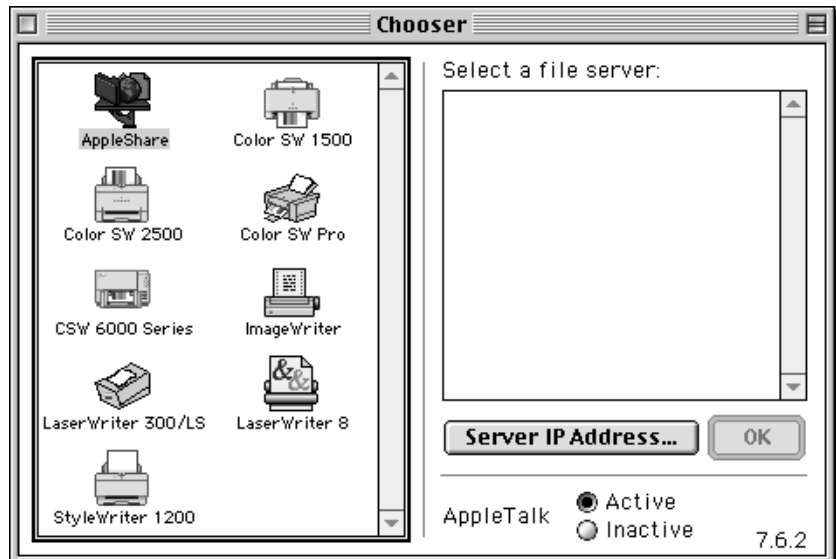 Chooser
AppleShare
Color SW 1500
Color SW 2500
Color SW Pro
CSW 6000 Series
ImageWriter
LaserWriter 300/LS
LaserWriter 8
StyleWriter 1200
Select a file server:
Server IP Address...
OK
AppleTalk
Active
Inactive
7.6.2